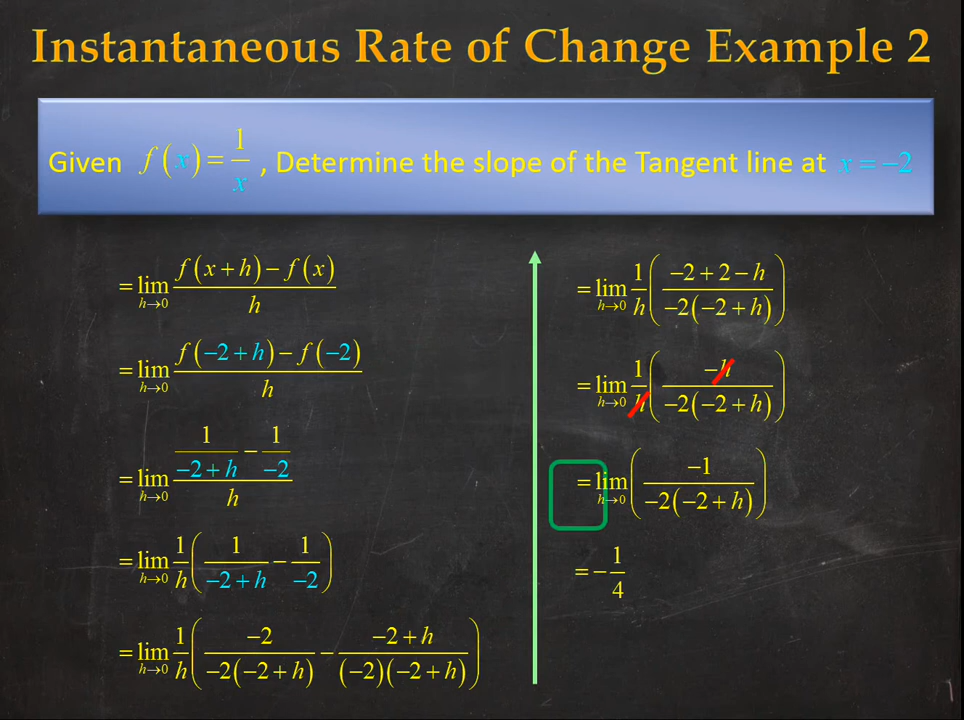 Instantaneous Rate of Change Example 2
Given f(x) = 1/x , Determine the slope of the Tangent line at x = −2
= lim h→0 (f(x + h) − f(x))/h
= lim h→0 (f(−2 + h) − f(−2))/h
= lim h→0 (1/(−2 + h) − 1/(−2))/h
= lim h→0 1/h (1/(−2 + h) − 1/(−2))
= lim h→0 1/h (−2/(−2(−2 + h)) − (−2 + h)/((−2)(−2 + h)))
= lim h→0 1/h ((−2 + 2 − h)/(−2(−2 + h)))
= lim h→0 1/h (−h/(−2(−2 + h)))
= lim h→0 (−1/(−2(−2 + h)))
= −1/4